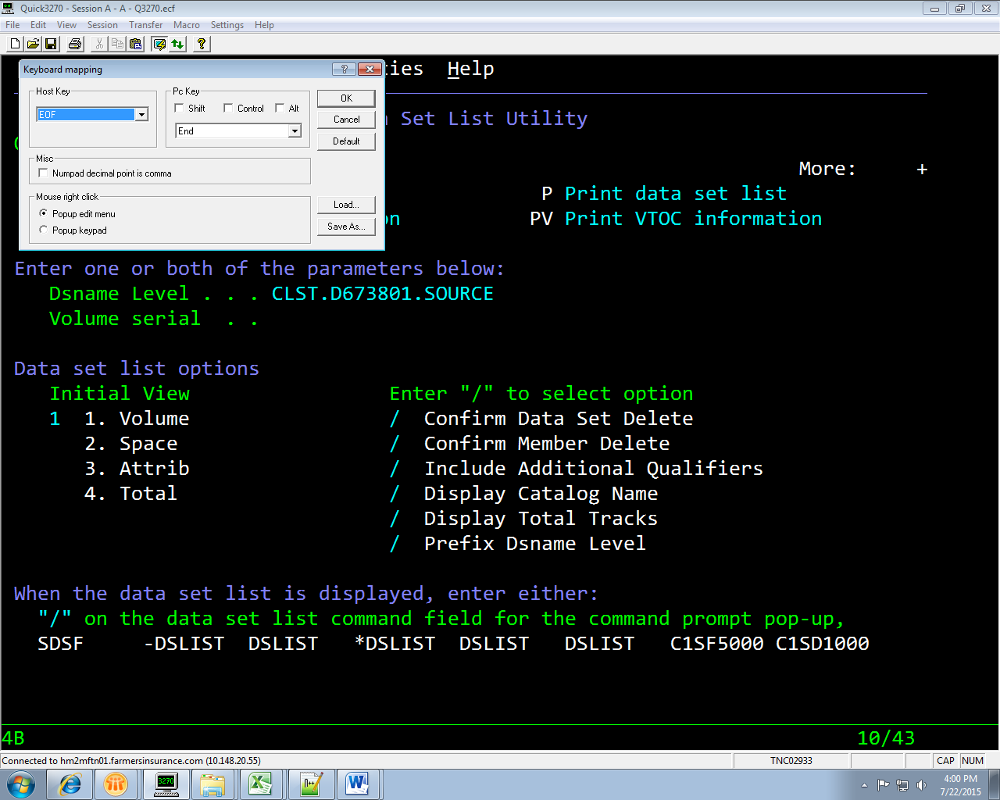 Quick3270 - Session A - A - Q3270.ecf
File Edit View Session Transfer Macro Settings Help
Keyboard mapping
Host Key
EOF
Pc Key
Shift Control Alt
End
OK
Cancel
Default
Misc
Numpad decimal point is comma
Mouse right click
Popup edit menu
Popup keypad
Load...
Save As...
ies Help
Set List Utility
More: +
P Print data set list
on PV Print VTOC information
Enter one or both of the parameters below:
Dsname Level . . . CLST.D673801.SOURCE
Volume serial . .
Data set list options
Initial View Enter "/" to select option
1 1. Volume / Confirm Data Set Delete
2. Space / Confirm Member Delete
3. Attrib / Include Additional Qualifiers
4. Total / Display Catalog Name
/ Display Total Tracks
/ Prefix Dsname Level
When the data set list is displayed, enter either:
"/" on the data set list command field for the command prompt pop-up,
SDSF -DSLIST DSLIST *DSLIST DSLIST DSLIST C1SF5000 C1SD1000
4B 10/43
Connected to hm2mftn01.farmersinsurance.com (10.148.20.55) TNC02933 CAP NUM
3270
4:00 PM
7/22/2015